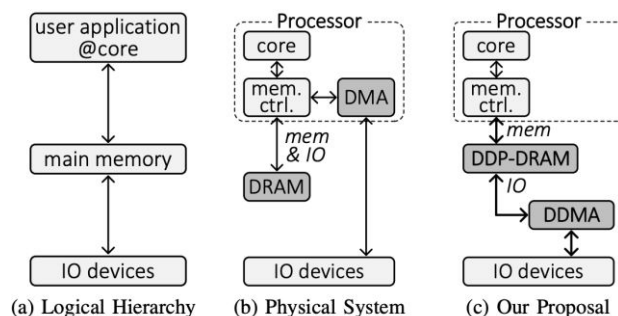 user application
@core
main memory
IO devices
(a) Logical Hierarchy
Processor
core
mem.
ctrl.
DMA
mem
& IO
DRAM
IO devices
(b) Physical System
Processor
core
mem.
ctrl.
mem
DDP-DRAM
IO
DDMA
IO devices
(c) Our Proposal